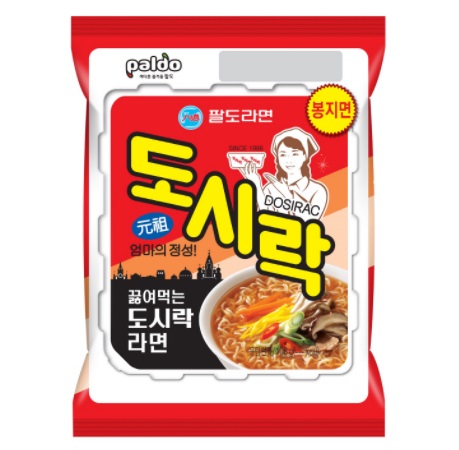 paldo
팔도라면
봉지면
SINCE 1986
도시락
DOSIRAC
元祖
엄마의 정성!
끓여먹는
도시락
라면